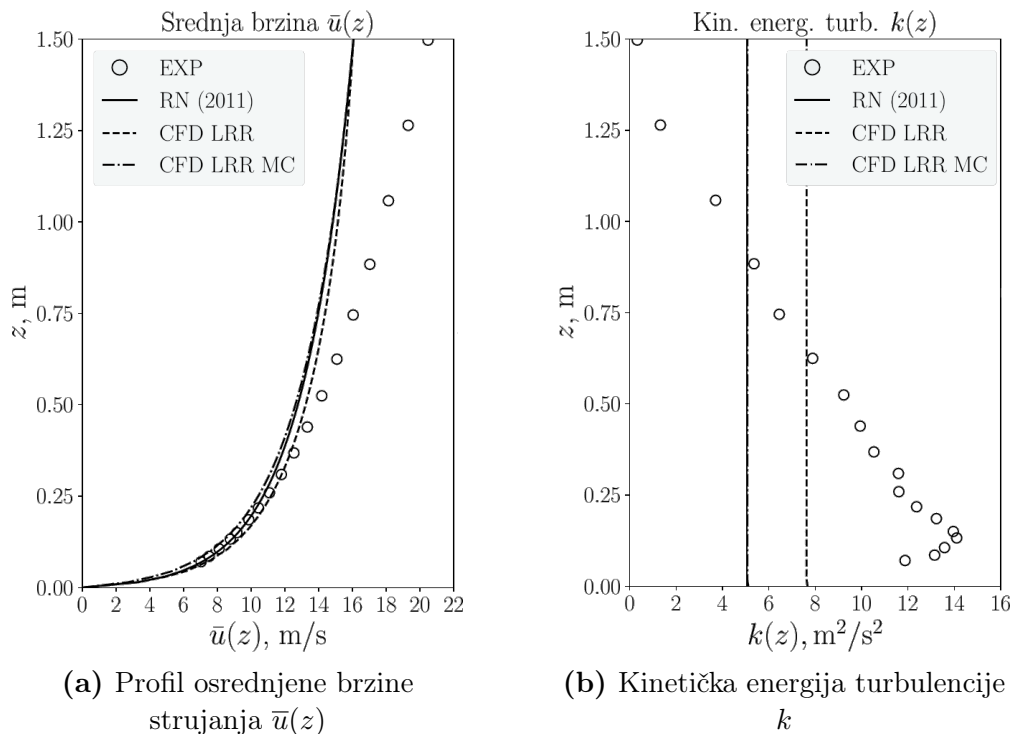 Srednja brzina u̅(z)
1.50
1.25
1.00
0.75
0.50
0.25
0.00
z, m
EXP
RN (2011)
CFD LRR
CFD LRR MC
0 2 4 6 8 10 12 14 16 18 20 22
u̅(z), m/s
(a) Profil osrednjene brzine
strujanja u̅(z)
Kin. energ. turb. k(z)
1.50
1.25
1.00
0.75
0.50
0.25
0.00
z, m
EXP
RN (2011)
CFD LRR
CFD LRR MC
0 2 4 6 8 10 12 14 16
k(z), m²/s²
(b) Kinetička energija turbulencije
k